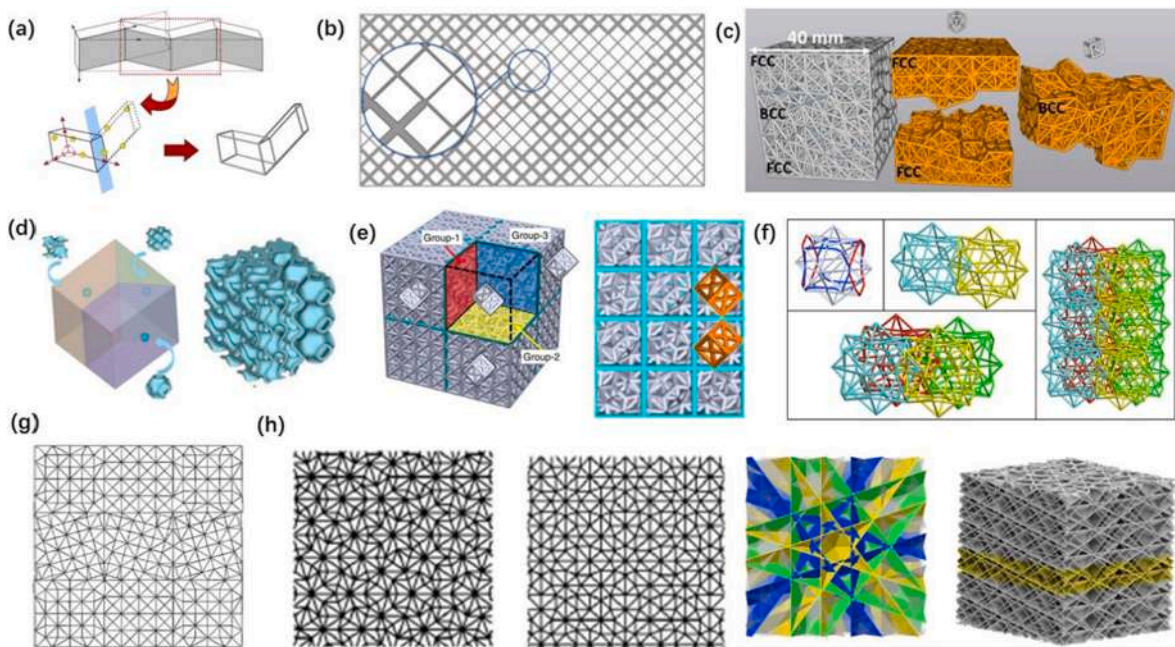 (a)
(b)
(c)
40 mm
FCC
FCC
BCC
BCC
FCC
FCC
(d)
(e)
Group-1
Group-3
Group-2
(f)
(g)
(h)